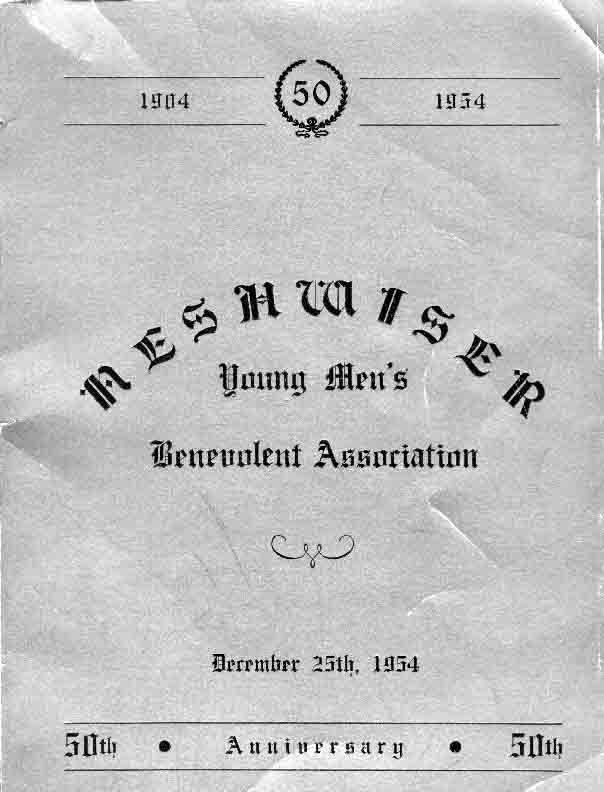 1904 50 1954
NESHWISER
Young Men's
Benevolent Association
December 25th, 1954
50th • Anniversary • 50th